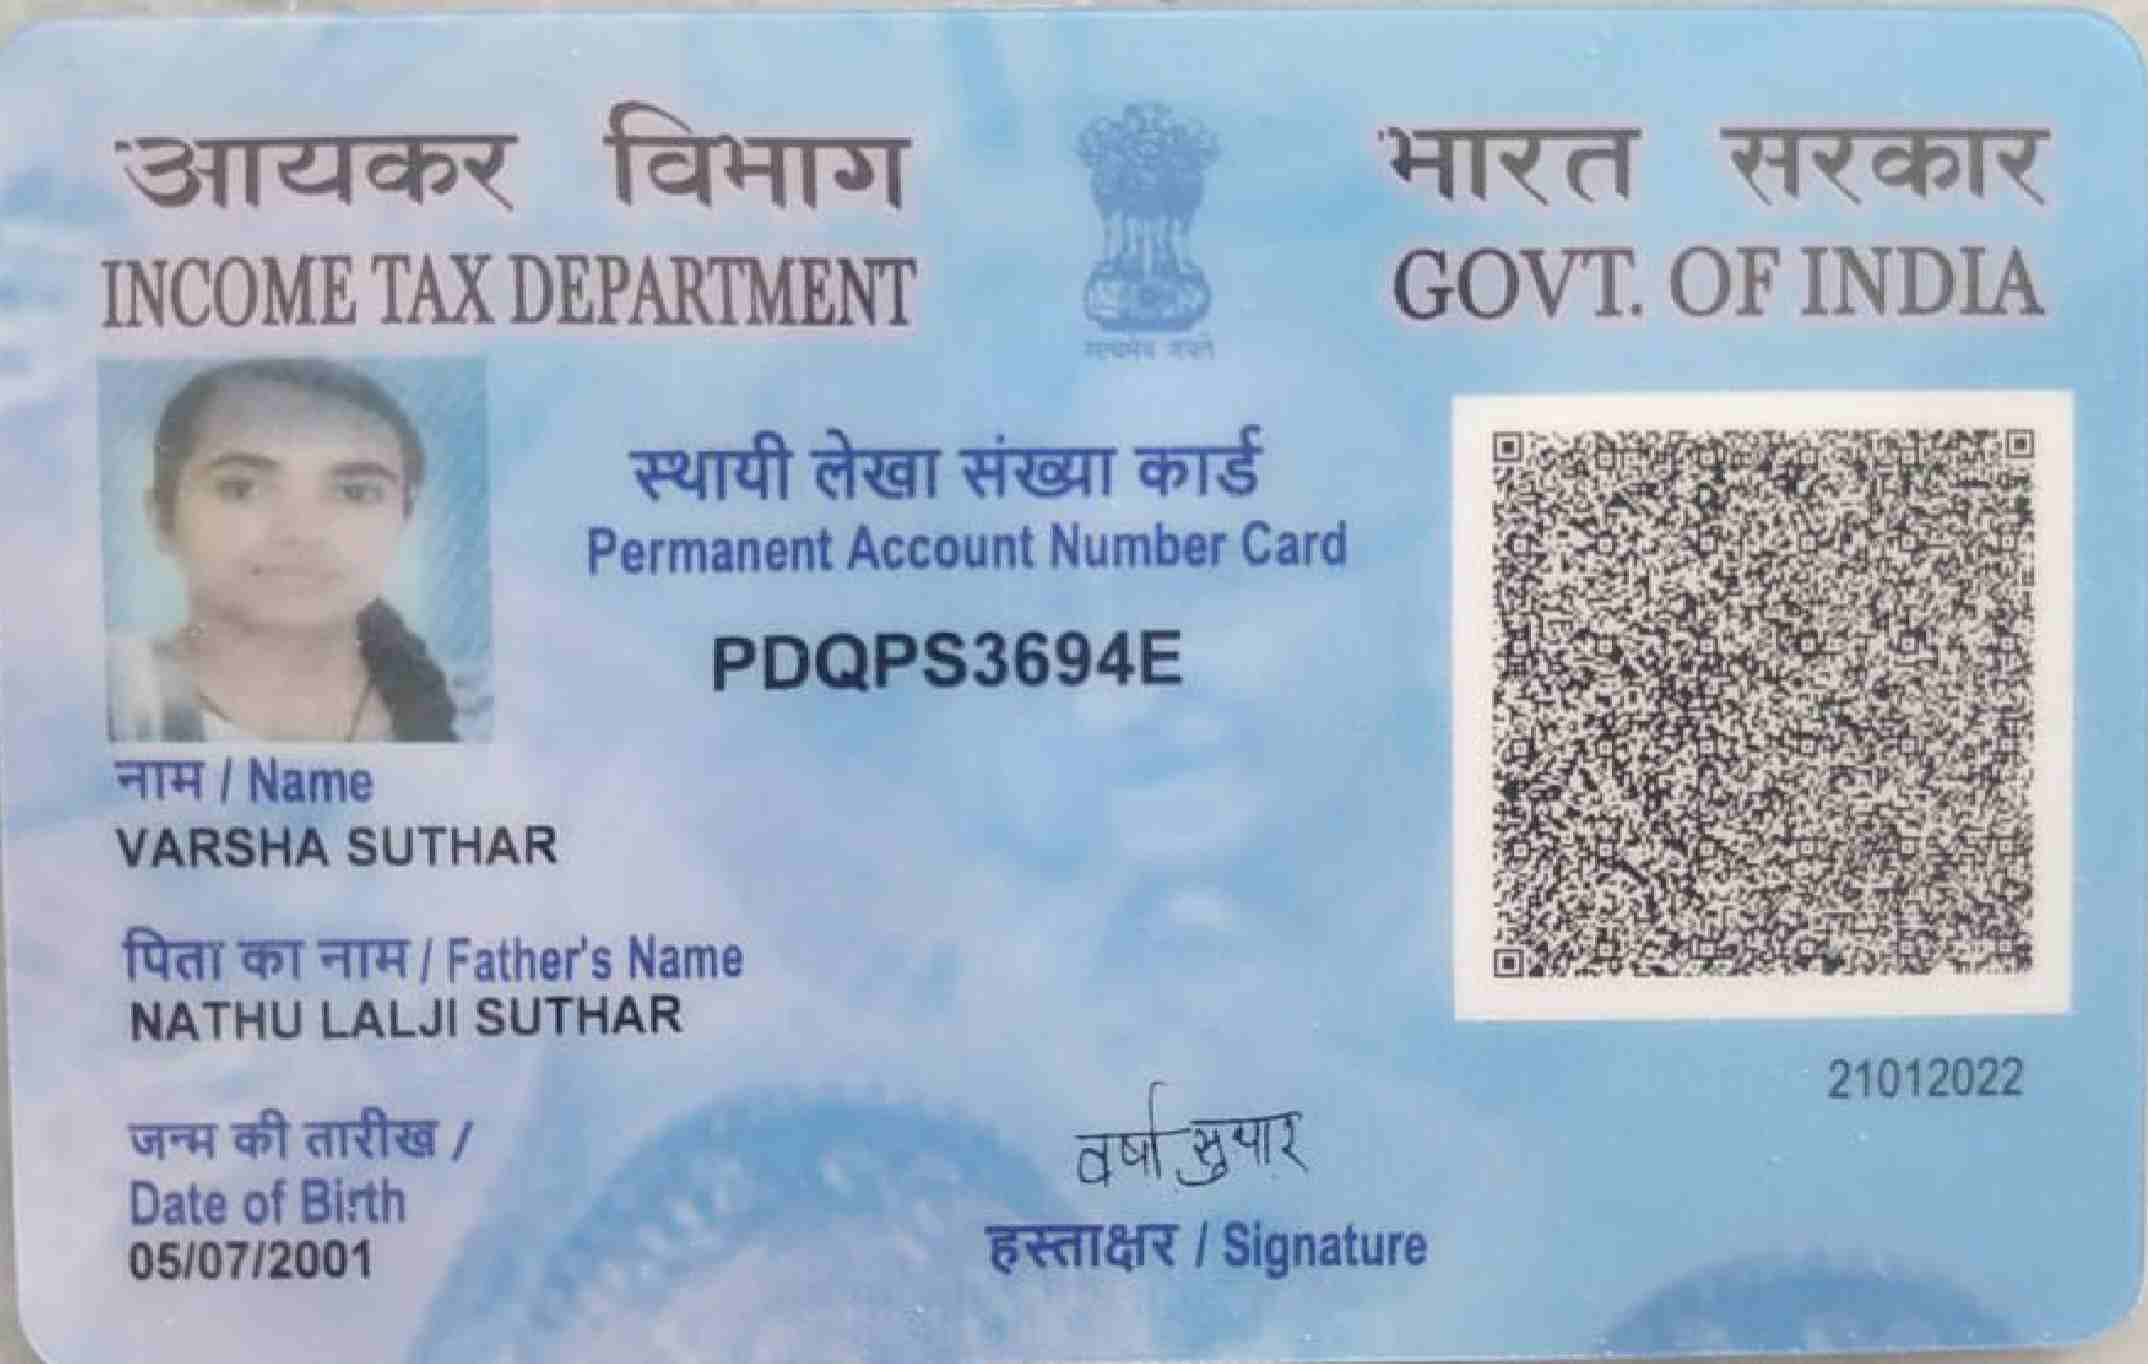 आयकर विभाग
INCOME TAX DEPARTMENT
सत्यमेव जयते
भारत सरकार
GOVT. OF INDIA
स्थायी लेखा संख्या कार्ड
Permanent Account Number Card
PDQPS3694E
नाम / Name
VARSHA SUTHAR
पिता का नाम / Father's Name
NATHU LALJI SUTHAR
जन्म की तारीख /
Date of Birth
05/07/2001
वर्षा सुथार
हस्ताक्षर / Signature
21012022